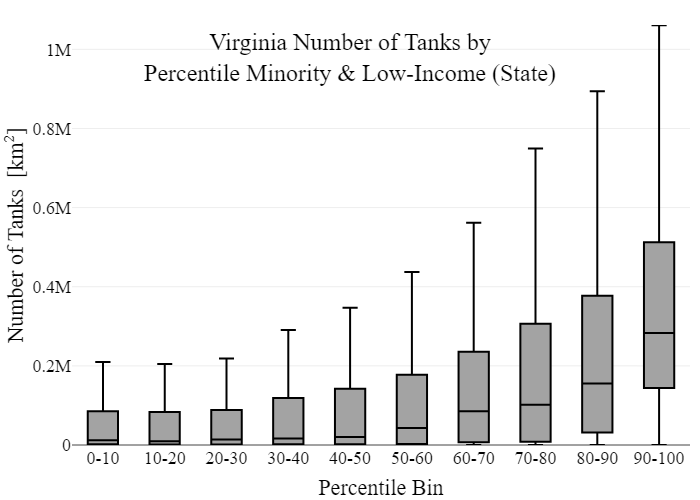 Virginia Number of Tanks by
Percentile Minority & Low-Income (State)
Number of Tanks [km²]
1M
0.8M
0.6M
0.4M
0.2M
0
0-10 10-20 20-30 30-40 40-50 50-60 60-70 70-80 80-90 90-100
Percentile Bin